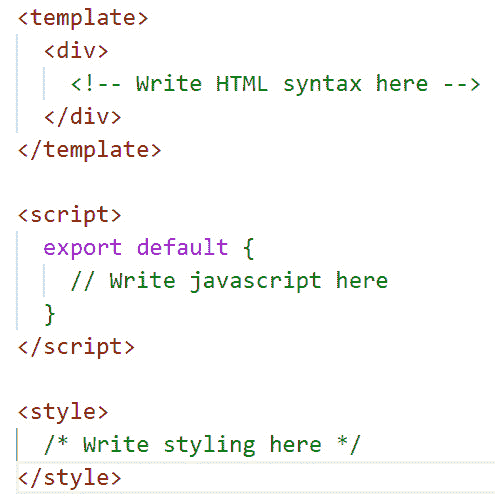 <template>
  <div>
    <!-- Write HTML syntax here -->
  </div>
</template>

<script>
  export default {
    // Write javascript here
  }
</script>

<style>
  /* Write styling here */
</style>